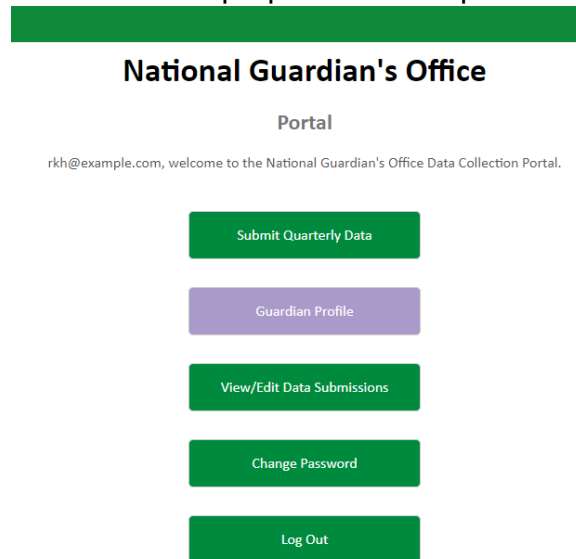 National Guardian's Office
Portal
rkh@example.com, welcome to the National Guardian's Office Data Collection Portal.
Submit Quarterly Data
Guardian Profile
View/Edit Data Submissions
Change Password
Log Out